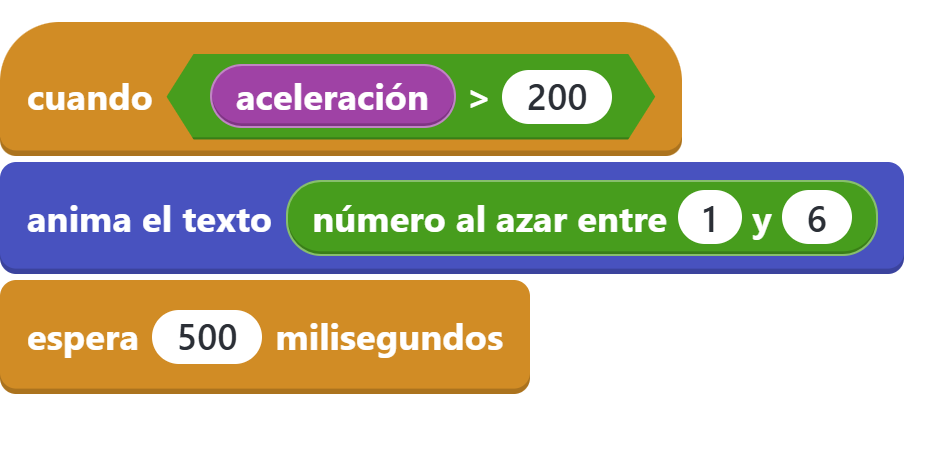 cuando aceleración > 200
anima el texto número al azar entre 1 y 6
espera 500 milisegundos